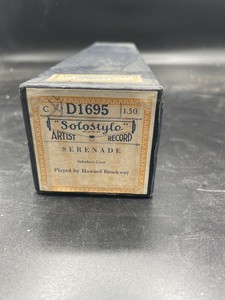 C D1695 1.50
"Solostyle"
ARTIST RECORD
SERENADE
Schubert-Liszt
Played by Howard Brockway